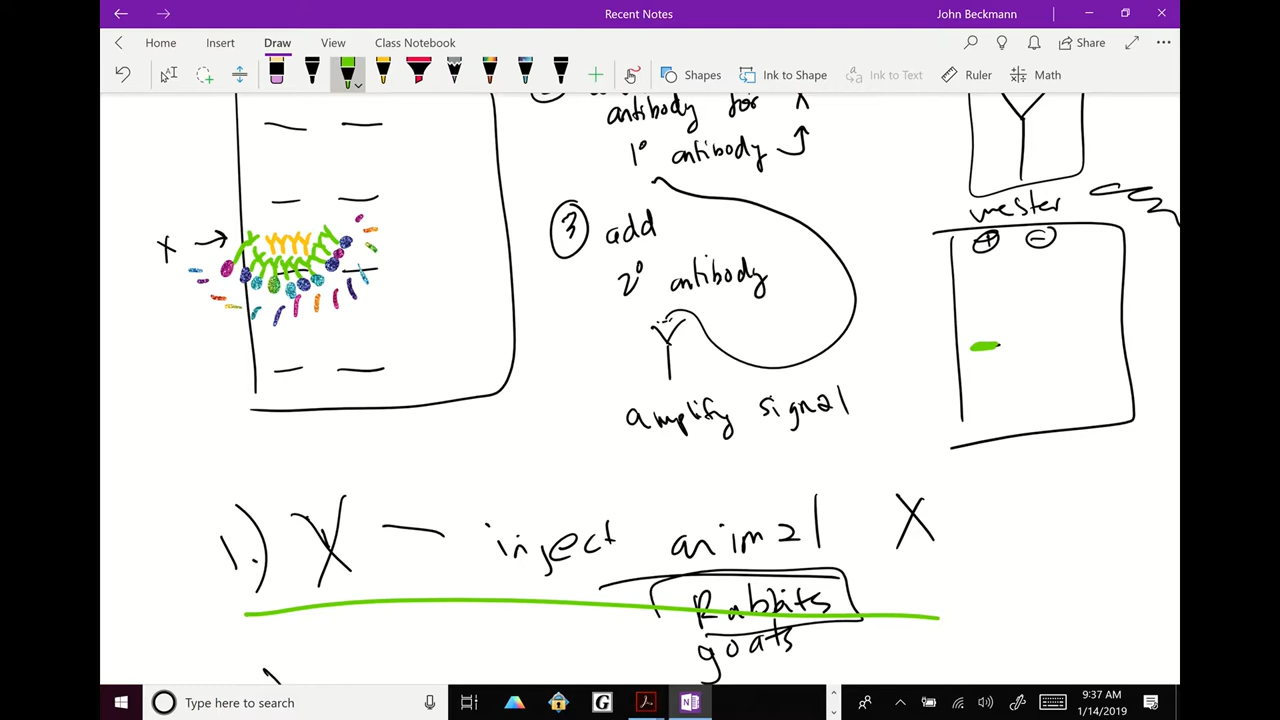 Recent Notes
John Beckmann
Home Insert Draw View Class Notebook
Share
Shapes
Ink to Shape
Ink to Text
Ruler
Math
antibody for X
1° antibody
X
3 add
2° antibody
amplify signal
wester
+ -
1.) X — inject animal X
Rabbits
goats
Type here to search
9:37 AM
1/14/2019